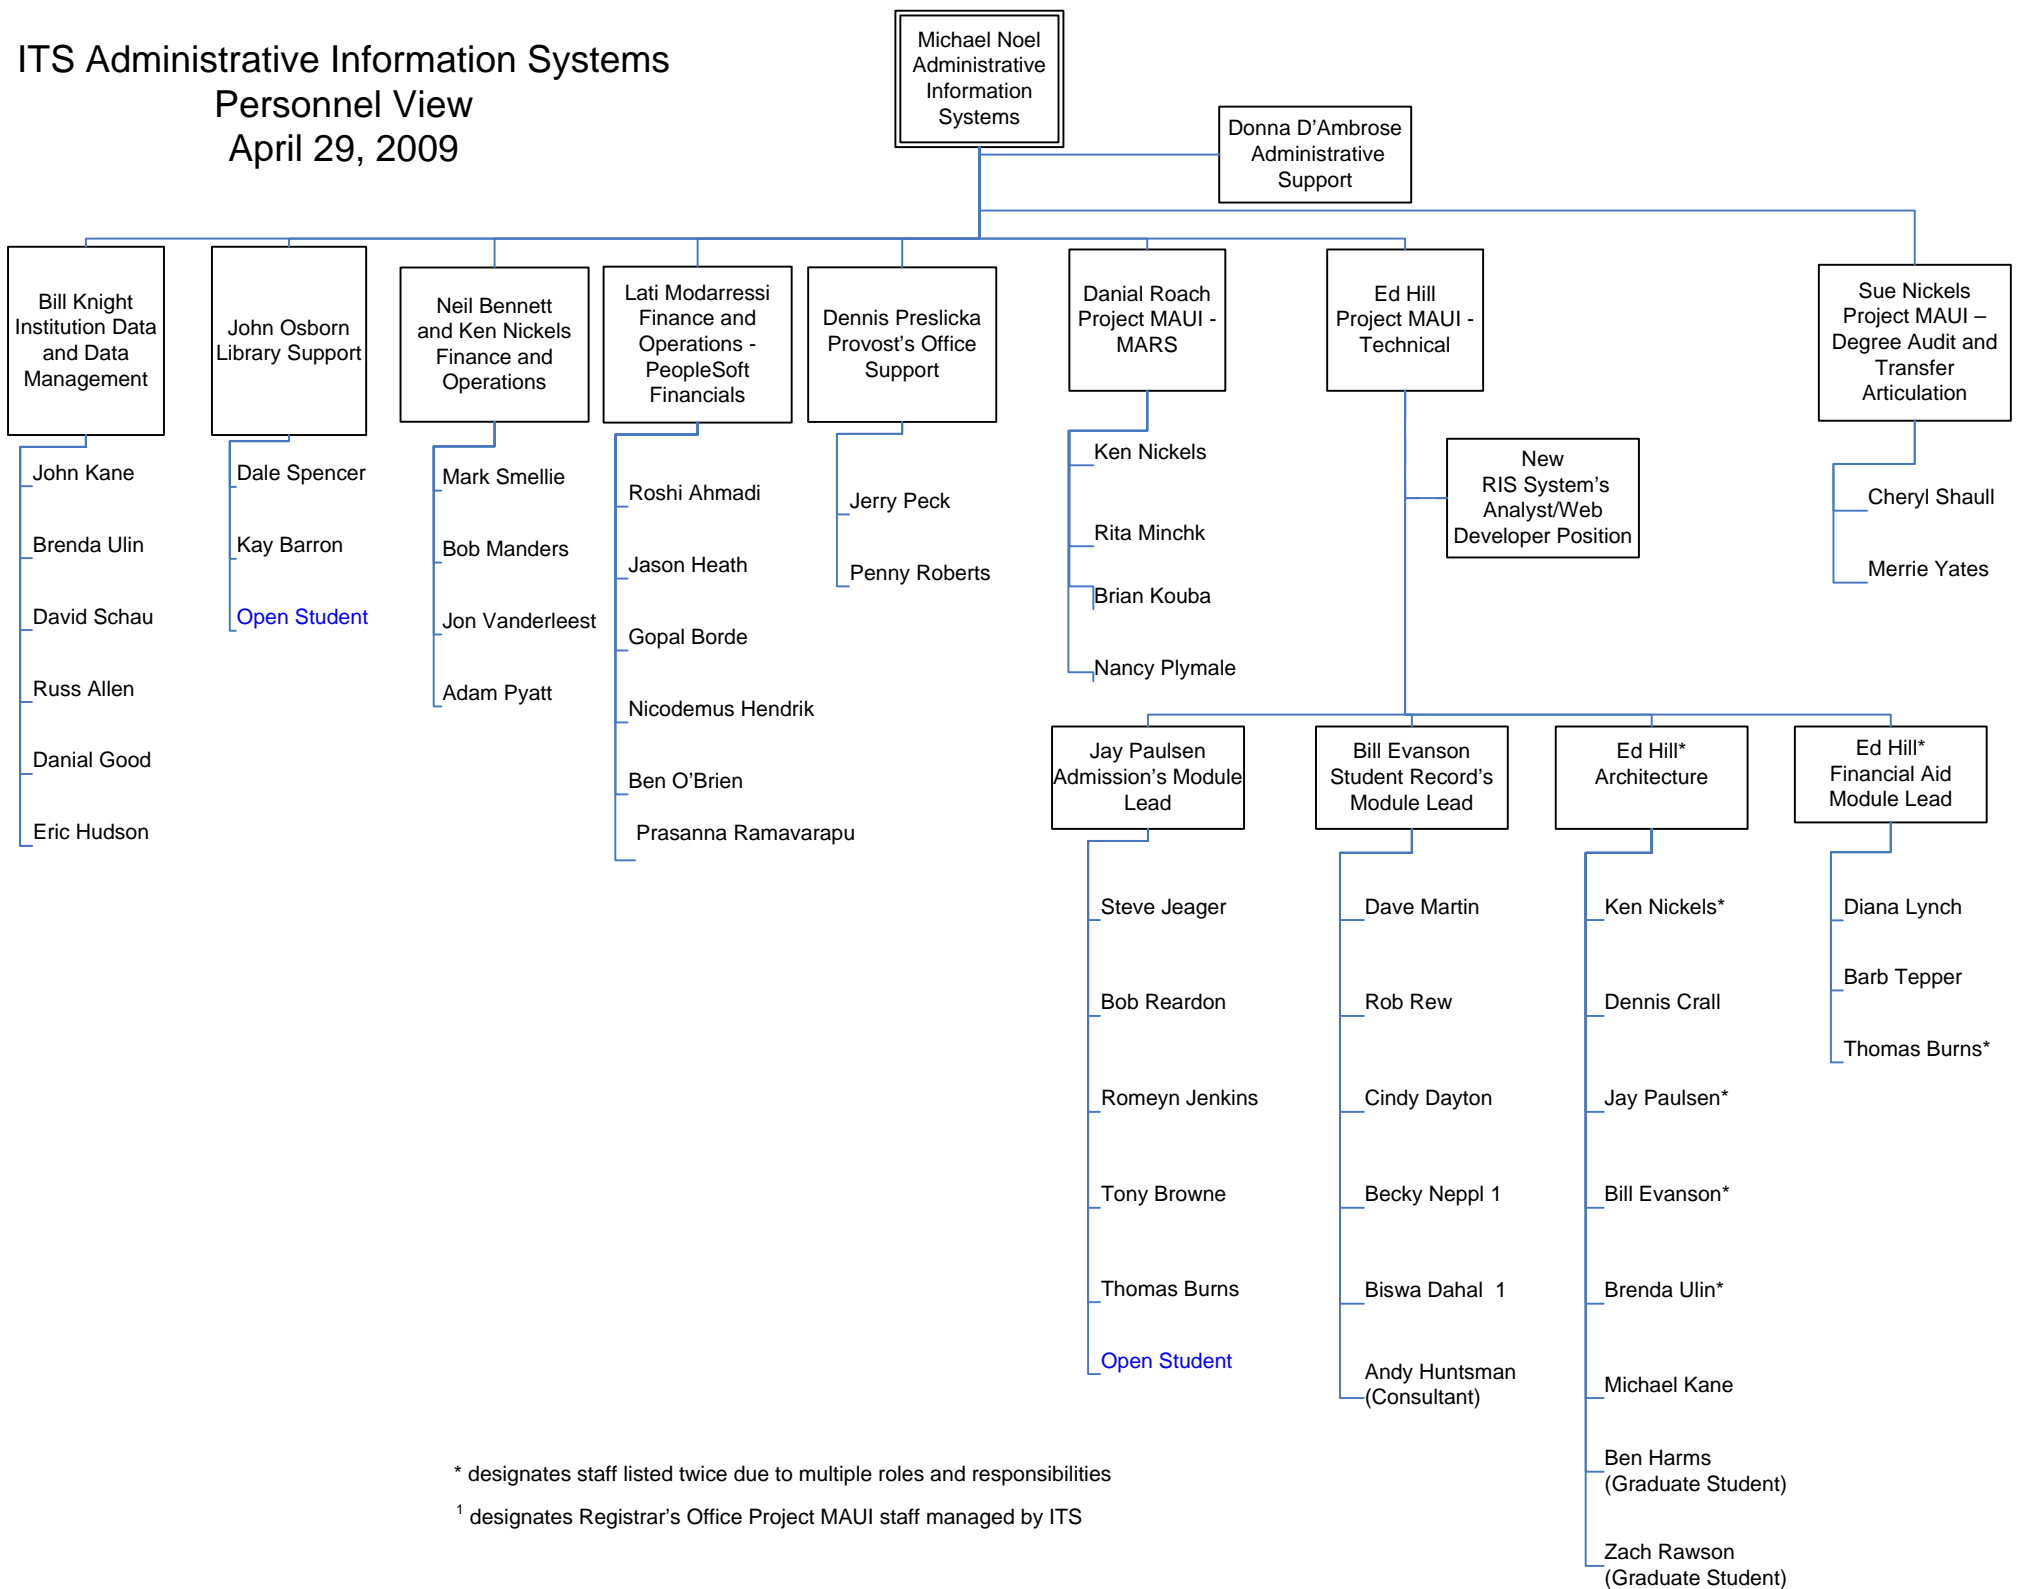 ITS Administrative Information Systems
Personnel View
April 29, 2009
Michael Noel
Administrative
Information
Systems
Donna D’Ambrose
Administrative
Support
Bill Knight
Institution Data
and Data
Management
John Kane
Brenda Ulin
David Schau
Russ Allen
Danial Good
Eric Hudson
John Osborn
Library Support
Dale Spencer
Kay Barron
Open Student
Neil Bennett
and Ken Nickels
Finance and
Operations
Mark Smellie
Bob Manders
Jon Vanderleest
Adam Pyatt
Lati Modarressi
Finance and
Operations -
PeopleSoft
Financials
Roshi Ahmadi
Jason Heath
Gopal Borde
Nicodemus Hendrik
Ben O’Brien
Prasanna Ramavarapu
Dennis Preslicka
Provost’s Office
Support
Jerry Peck
Penny Roberts
Danial Roach
Project MAUI -
MARS
Ken Nickels
Rita Minchk
Brian Kouba
Nancy Plymale
Ed Hill
Project MAUI -
Technical
New
RIS System’s
Analyst/Web
Developer Position
Sue Nickels
Project MAUI –
Degree Audit and
Transfer
Articulation
Cheryl Shaull
Merrie Yates
Jay Paulsen
Admission’s Module
Lead
Steve Jeager
Bob Reardon
Romeyn Jenkins
Tony Browne
Thomas Burns
Open Student
Bill Evanson
Student Record’s
Module Lead
Dave Martin
Rob Rew
Cindy Dayton
Becky Neppl 1
Biswa Dahal  1
Andy Huntsman
(Consultant)
Ed Hill*
Architecture
Ken Nickels*
Dennis Crall
Jay Paulsen*
Bill Evanson*
Brenda Ulin*
Michael Kane
Ben Harms
(Graduate Student)
Zach Rawson
(Graduate Student)
Ed Hill*
Financial Aid
Module Lead
Diana Lynch
Barb Tepper
Thomas Burns*
* designates staff listed twice due to multiple roles and responsibilities
1 designates Registrar’s Office Project MAUI staff managed by ITS